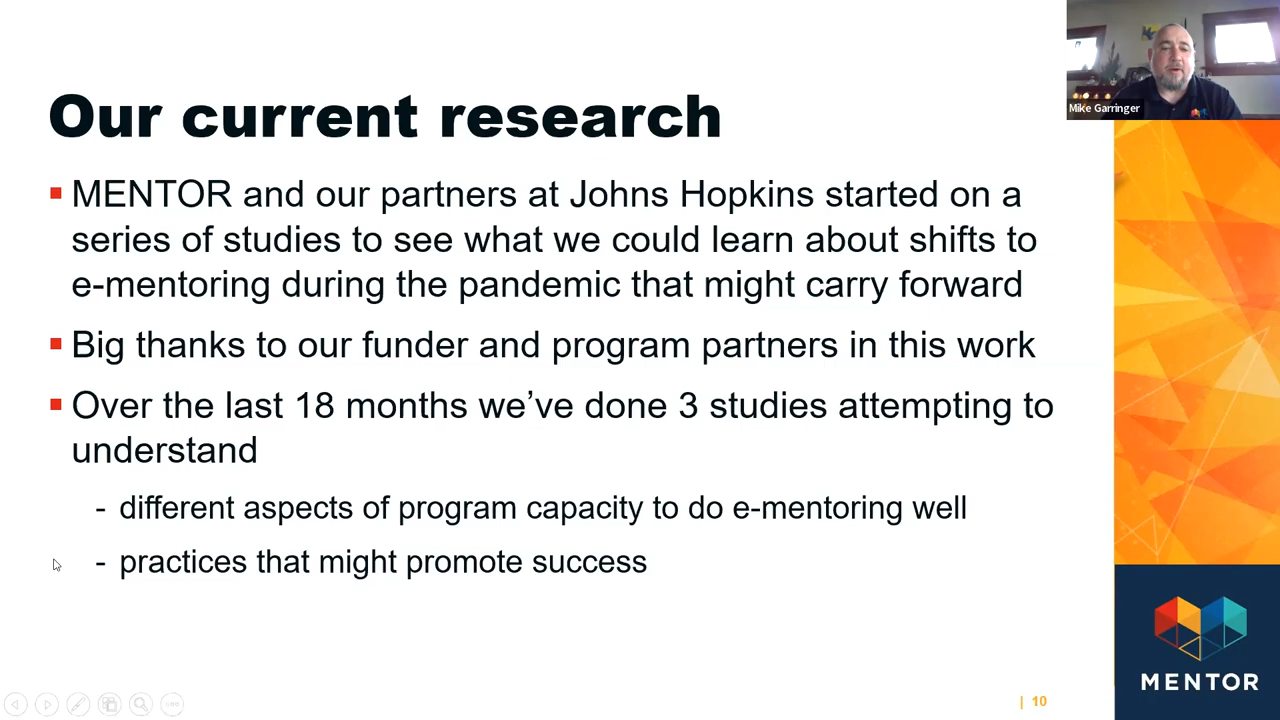 Our current research
Mike Garringer
MENTOR and our partners at Johns Hopkins started on a
series of studies to see what we could learn about shifts to
e-mentoring during the pandemic that might carry forward
Big thanks to our funder and program partners in this work
Over the last 18 months we’ve done 3 studies attempting to
understand
- different aspects of program capacity to do e-mentoring well
- practices that might promote success
| 10
MENTOR